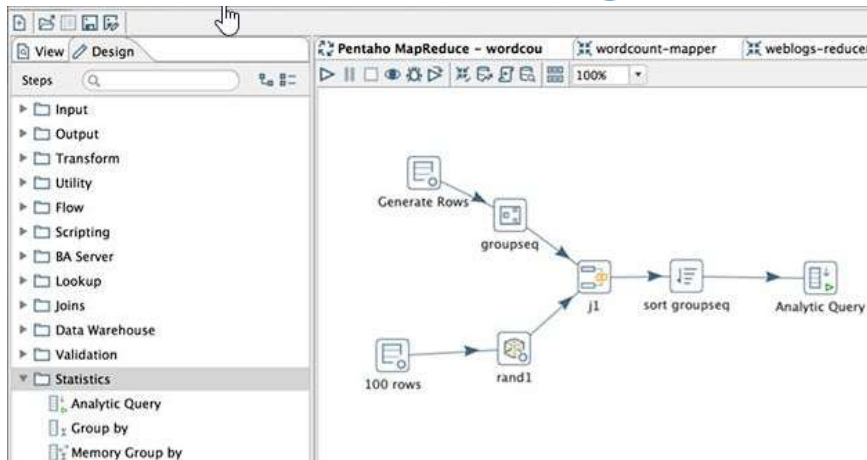 View
Design
Steps
Input
Output
Transform
Utility
Flow
Scripting
BA Server
Lookup
Joins
Data Warehouse
Validation
Statistics
Analytic Query
Group by
Memory Group by
Pentaho MapReduce - wordcou
wordcount-mapper
weblogs-reducer
100%
Generate Rows
groupseq
j1
sort groupseq
Analytic Query
100 rows
rand1